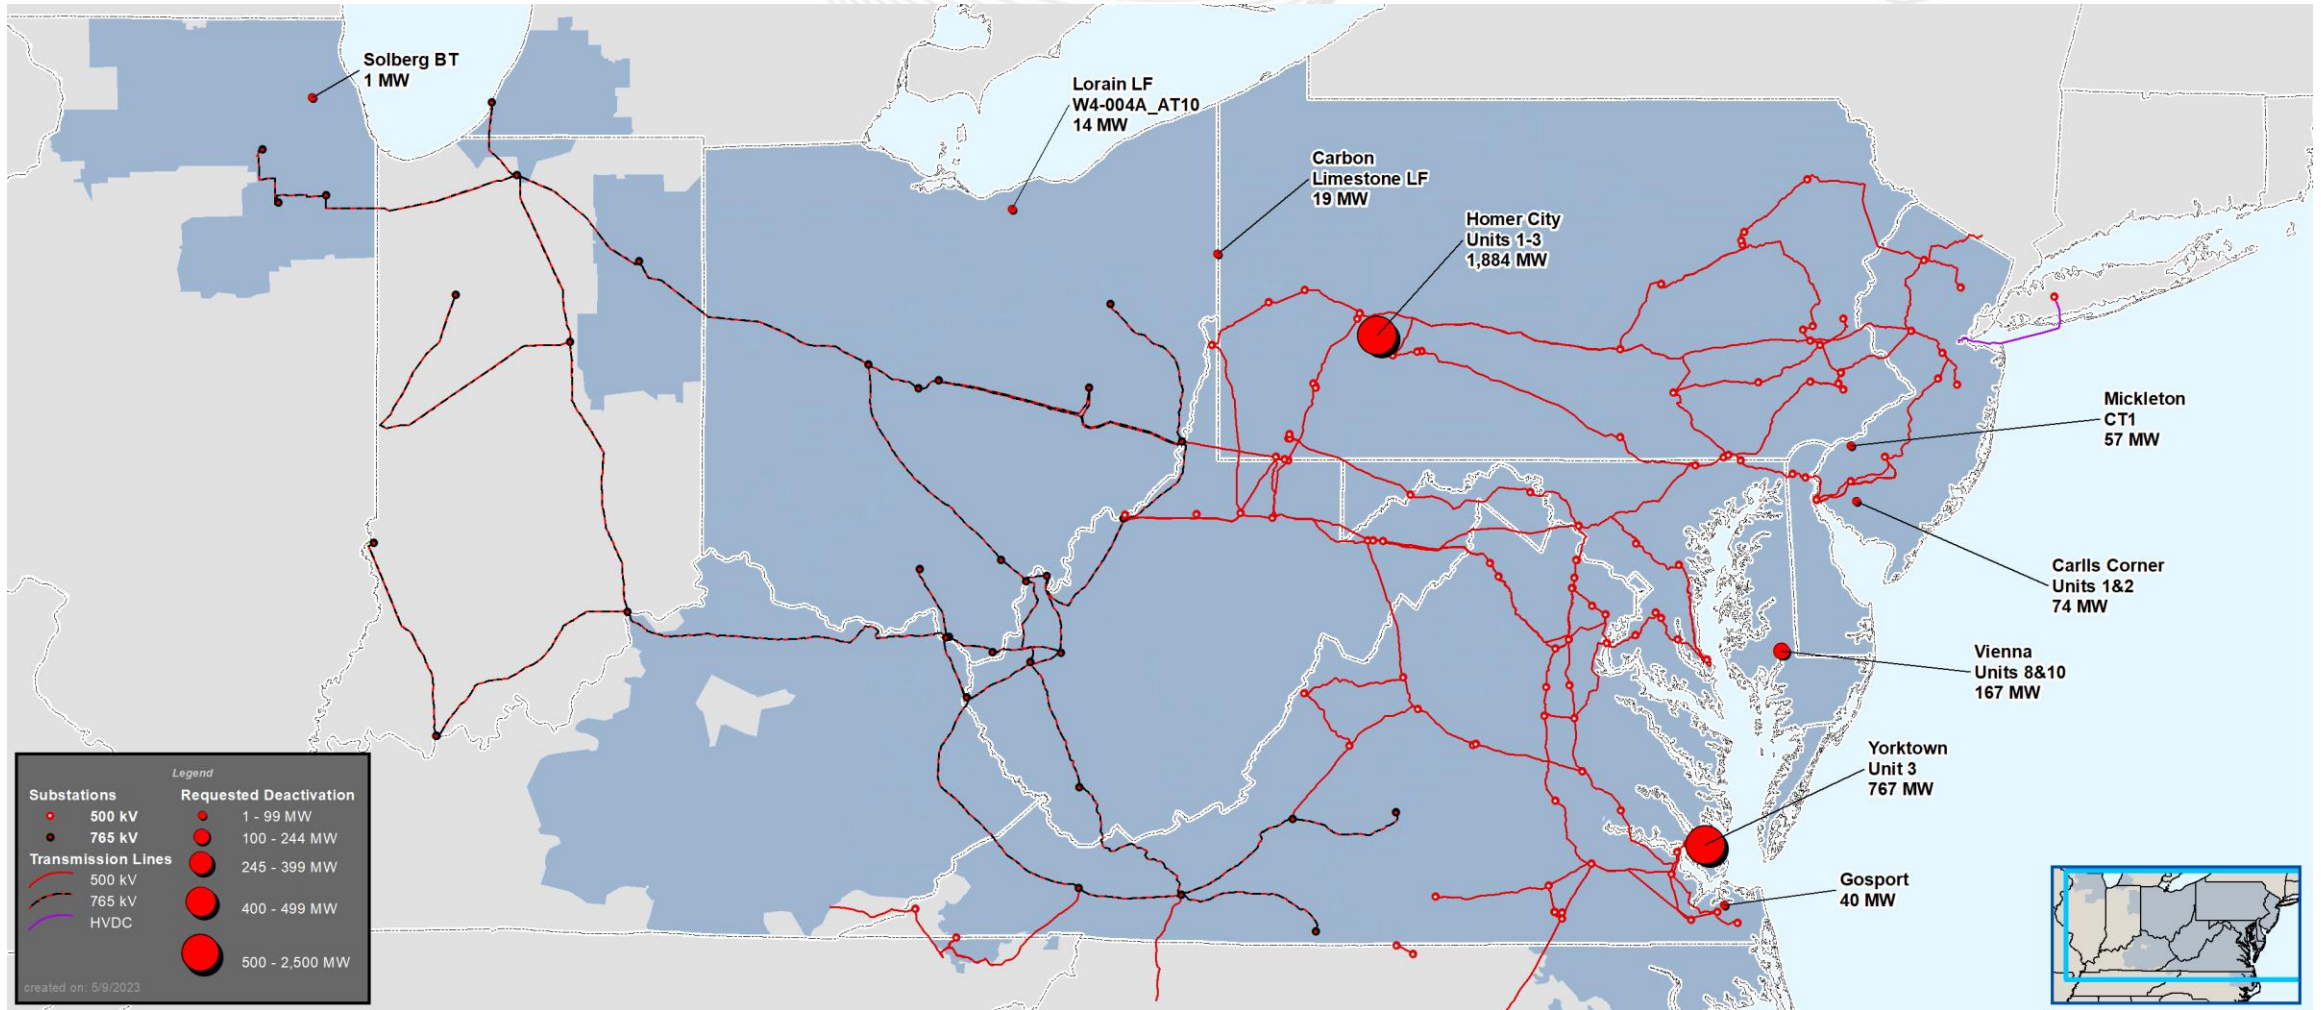 Solberg BT
1 MW
Lorain LF
W4-004A_AT10
14 MW
Carbon
Limestone LF
19 MW
Homer City
Units 1-3
1,884 MW
Mickleton
CT1
57 MW
Carlls Corner
Units 1&2
74 MW
Vienna
Units 8&10
167 MW
Yorktown
Unit 3
767 MW
Gosport
40 MW
Legend
Substations
500 kV
765 kV
Transmission Lines
500 kV
765 kV
HVDC
Requested Deactivation
1 - 99 MW
100 - 244 MW
245 - 399 MW
400 - 499 MW
500 - 2,500 MW
created on: 5/9/2023